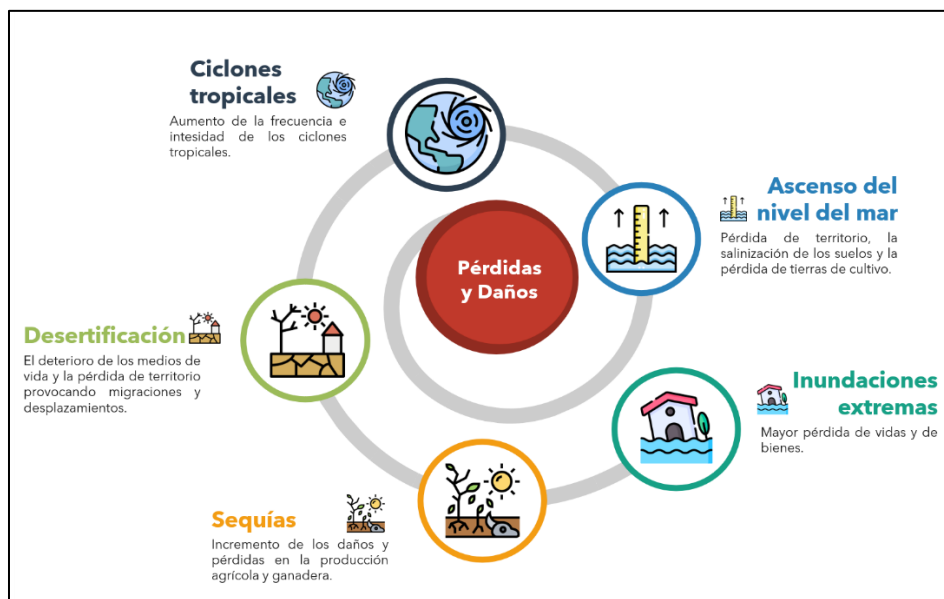 Ciclones
tropicales
Aumento de la frecuencia e
intesidad de los ciclones
tropicales.
Ascenso del
nivel del mar
Pérdida de territorio, la
salinización de los suelos y la
pérdida de tierras de cultivo.
Pérdidas
y Daños
Desertificación
El deterioro de los medios de
vida y la pérdida de territorio
provocando migraciones y
desplazamientos.
Inundaciones
extremas
Mayor pérdida de vidas y de
bienes.
Sequías
Incremento de los daños y
pérdidas en la producción
agrícola y ganadera.